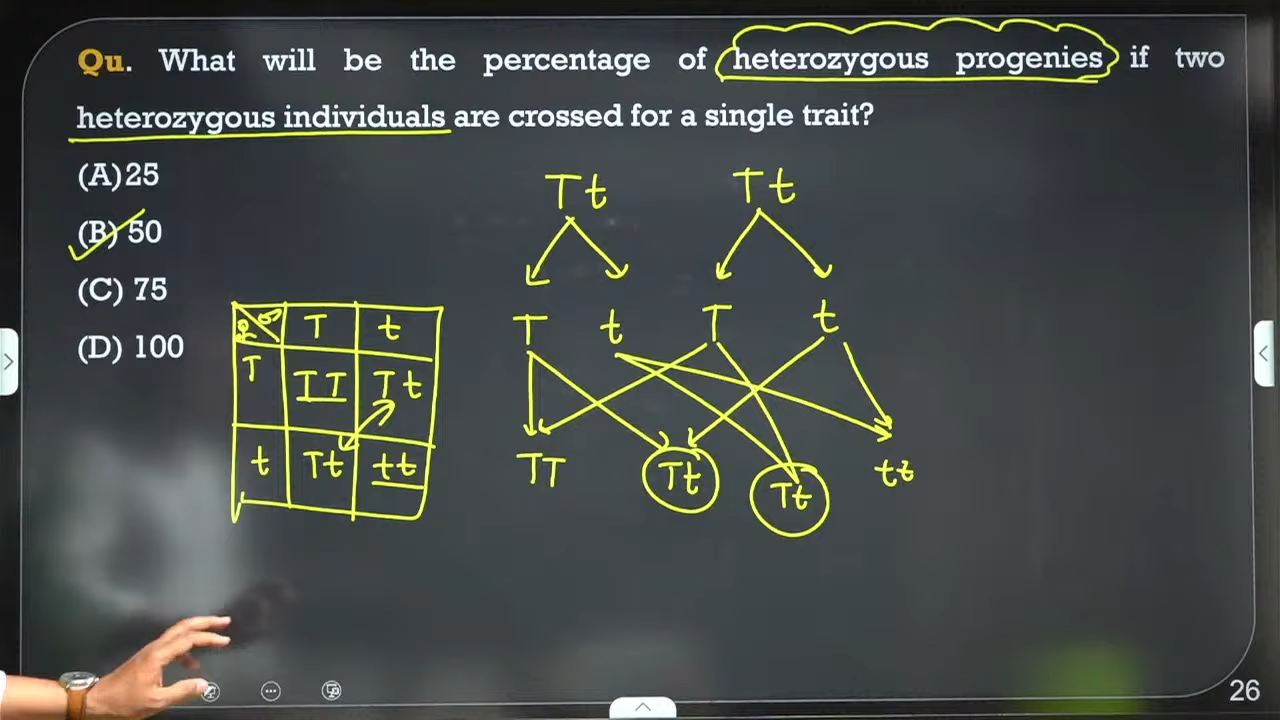 Qu. What will be the percentage of heterozygous progenies if two
heterozygous individuals are crossed for a single trait?
(A) 25
(B) 50
(C) 75
(D) 100
Tt Tt
T t T t
TT Tt Tt tt
♀ ♂ T t
T TT Tt
t Tt tt
26